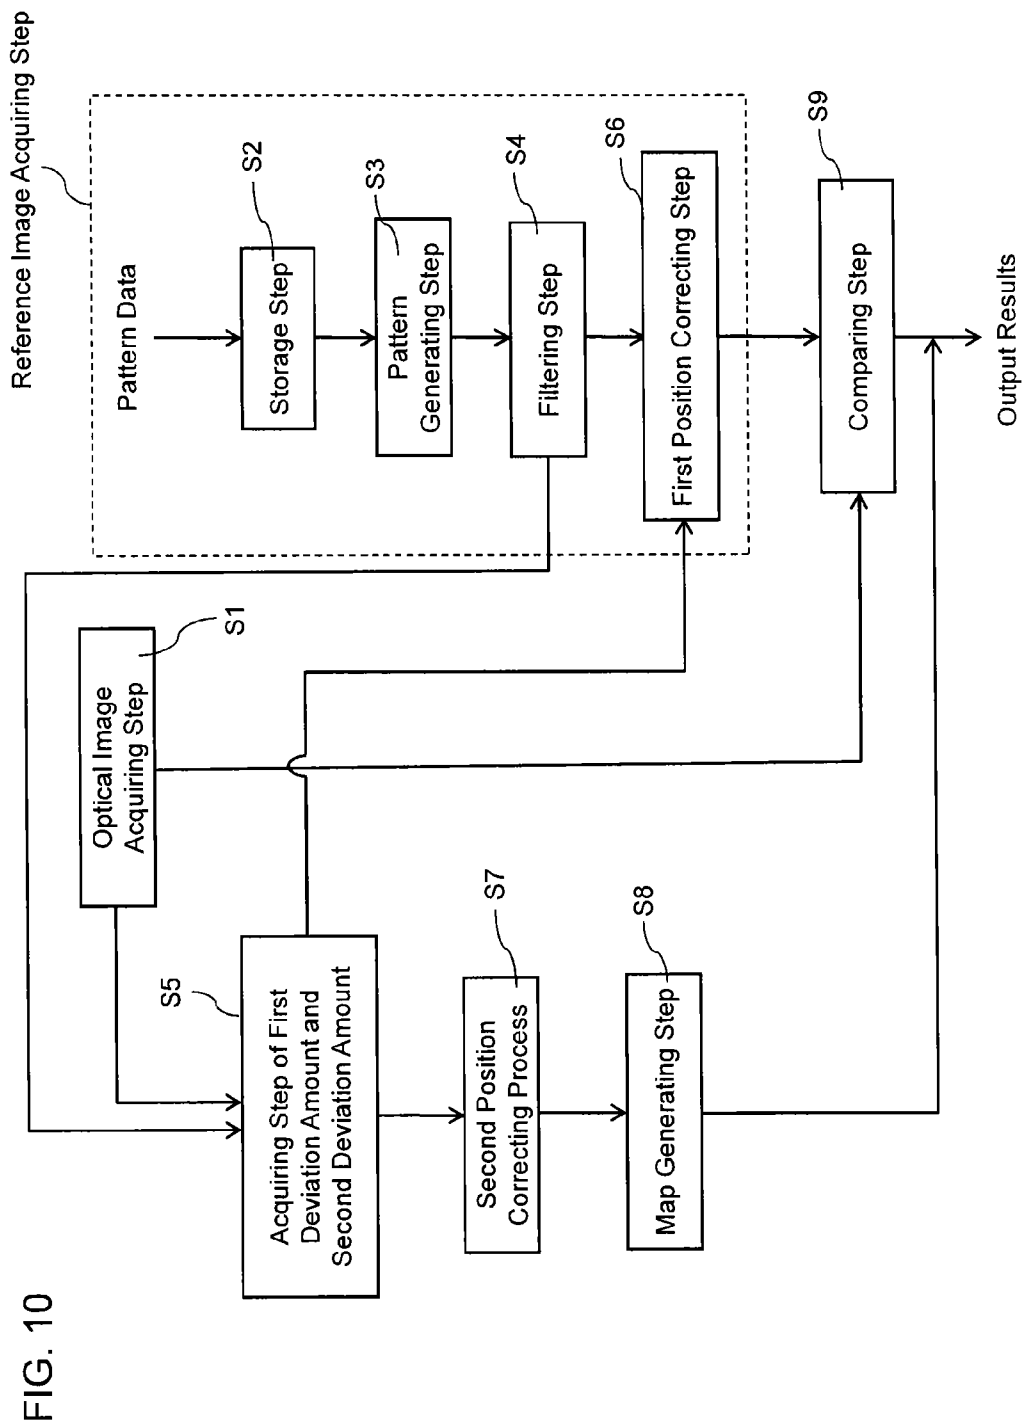 FIG. 10
Reference Image Acquiring Step
Pattern Data
S2
Storage Step
S3
Pattern
Generating Step
S4
Filtering Step
S6
First Position Correcting Step
S1
Optical Image
Acquiring Step
S5
Acquiring Step of First
Deviation Amount and
Second Deviation Amount
S7
Second Position
Correcting Process
S8
Map Generating Step
S9
Comparing Step
Output Results